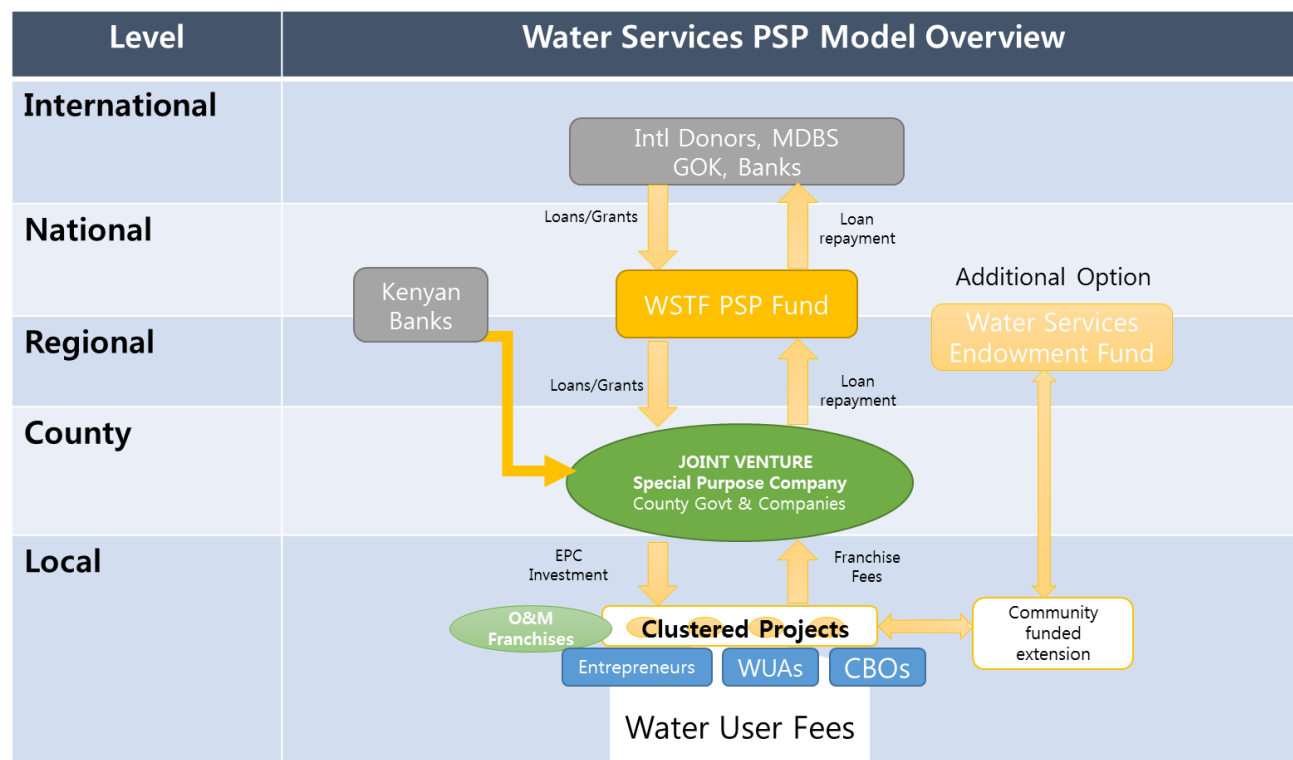 Level
Water Services PSP Model Overview
International
Intl Donors, MDBS
GOK, Banks
Loans/Grants
Loan
repayment
National
Kenyan
Banks
WSTF PSP Fund
Additional Option
Water Services
Endowment Fund
Regional
Loans/Grants
Loan
repayment
County
JOINT VENTURE
Special Purpose Company
County Govt & Companies
Local
EPC
Investment
Franchise
Fees
O&M
Franchises
Clustered Projects
Community
funded
extension
Entrepreneurs
WUAs
CBOs
Water User Fees